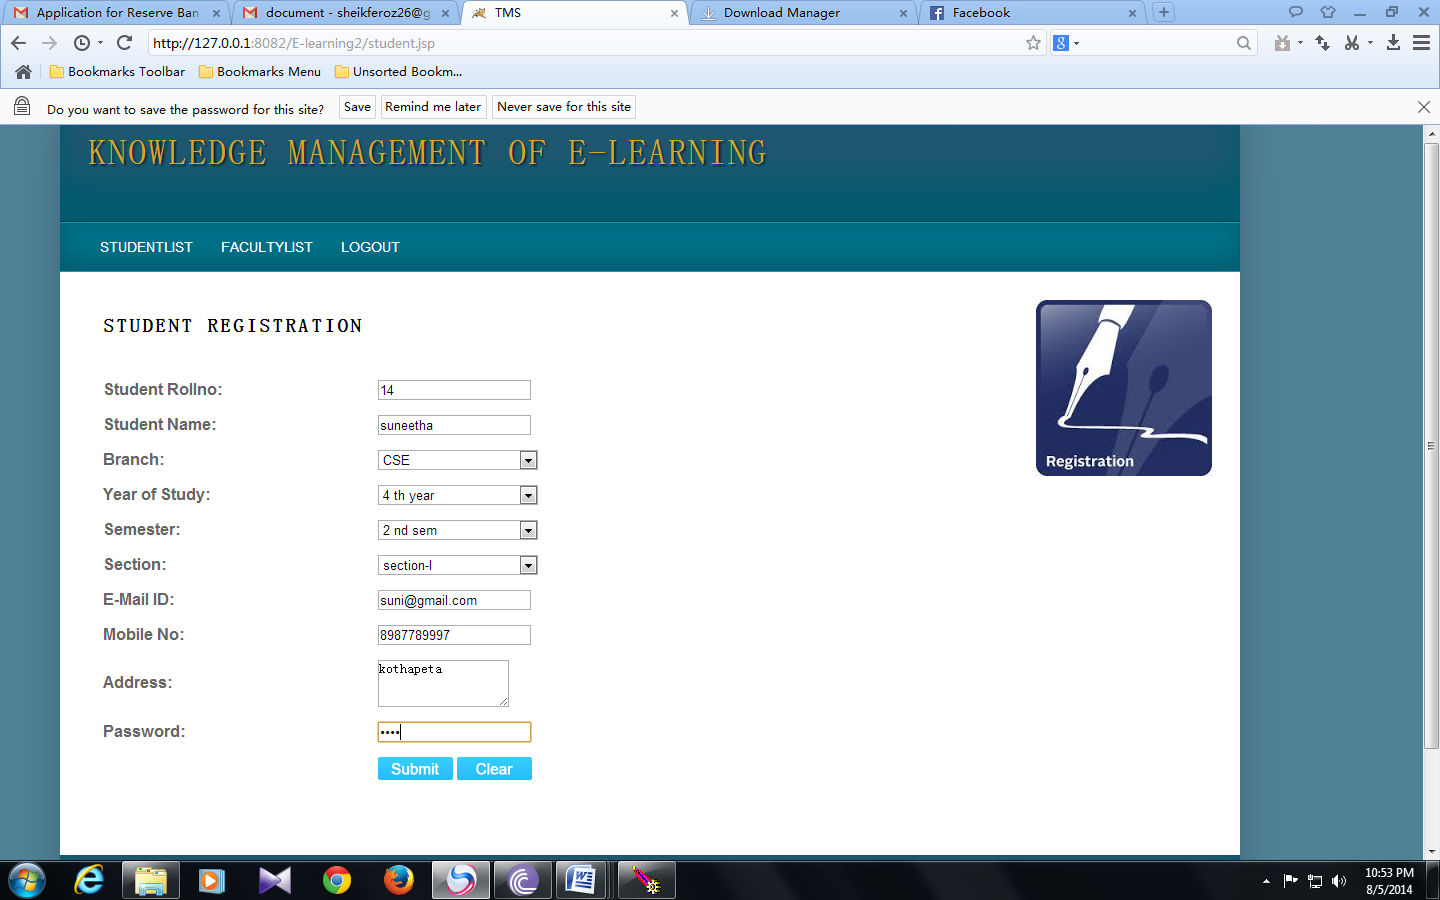 Application for Reserve Ban
document - sheikferoz26@g
TMS
Download Manager
Facebook
http://127.0.0.1:8082/E-learning2/student.jsp
Bookmarks Toolbar
Bookmarks Menu
Unsorted Bookm...
Do you want to save the password for this site?
Save
Remind me later
Never save for this site
KNOWLEDGE MANAGEMENT OF E-LEARNING
STUDENTLIST
FACULTYLIST
LOGOUT
STUDENT REGISTRATION
Registration
Student Rollno:
14
Student Name:
suneetha
Branch:
CSE
Year of Study:
4 th year
Semester:
2 nd sem
Section:
section-I
E-Mail ID:
suni@gmail.com
Mobile No:
8987789997
Address:
kothapeta
Password:
••••
Submit
Clear
10:53 PM
8/5/2014